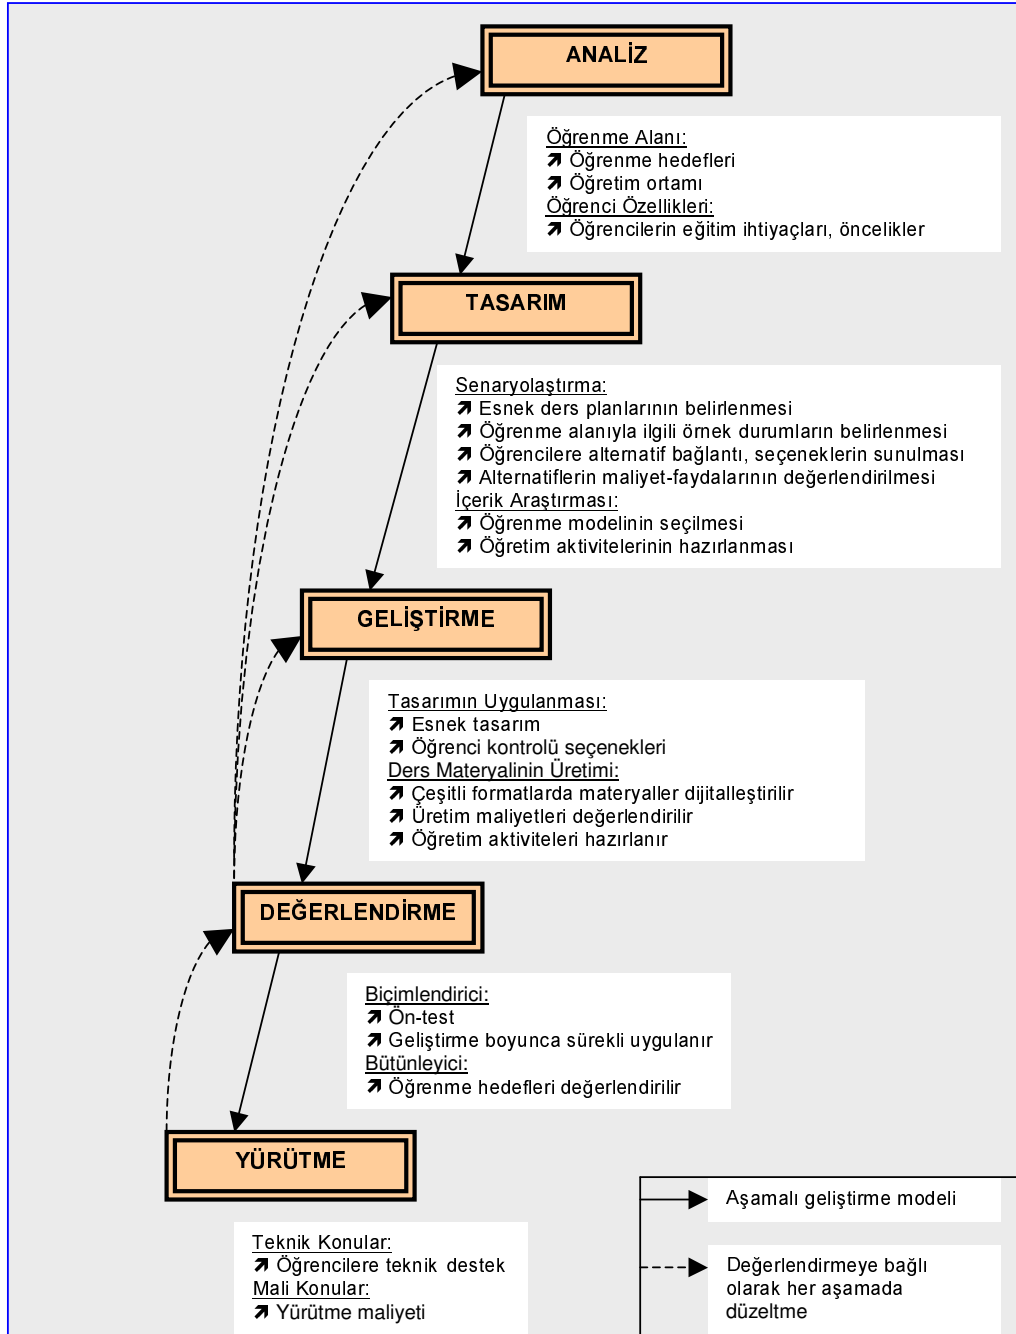 ANALİZ
Öğrenme Alanı:
Öğrenme hedefleri
Öğretim ortamı
Öğrenci Özellikleri:
Öğrencilerin eğitim ihtiyaçları, öncelikler
TASARIM
Senaryolaştırma:
Esnek ders planlarının belirlenmesi
Öğrenme alanıyla ilgili örnek durumların belirlenmesi
Öğrencilere alternatif bağlantı, seçeneklerin sunulması
Alternatiflerin maliyet-faydalarının değerlendirilmesi
İçerik Araştırması:
Öğrenme modelinin seçilmesi
Öğretim aktivitelerinin hazırlanması
GELİŞTİRME
Tasarımın Uygulanması:
Esnek tasarım
Öğrenci kontrolü seçenekleri
Ders Materyalinin Üretimi:
Çeşitli formatlarda materyaller dijitalleştirilir
Üretim maliyetleri değerlendirilir
Öğretim aktiviteleri hazırlanır
DEĞERLENDİRME
Biçimlendirici:
Ön-test
Geliştirme boyunca sürekli uygulanır
Bütünleyici:
Öğrenme hedefleri değerlendirilir
YÜRÜTME
Teknik Konular:
Öğrencilere teknik destek
Mali Konular:
Yürütme maliyeti
Aşamalı geliştirme modeli
Değerlendirmeye bağlı
olarak her aşamada
düzeltme